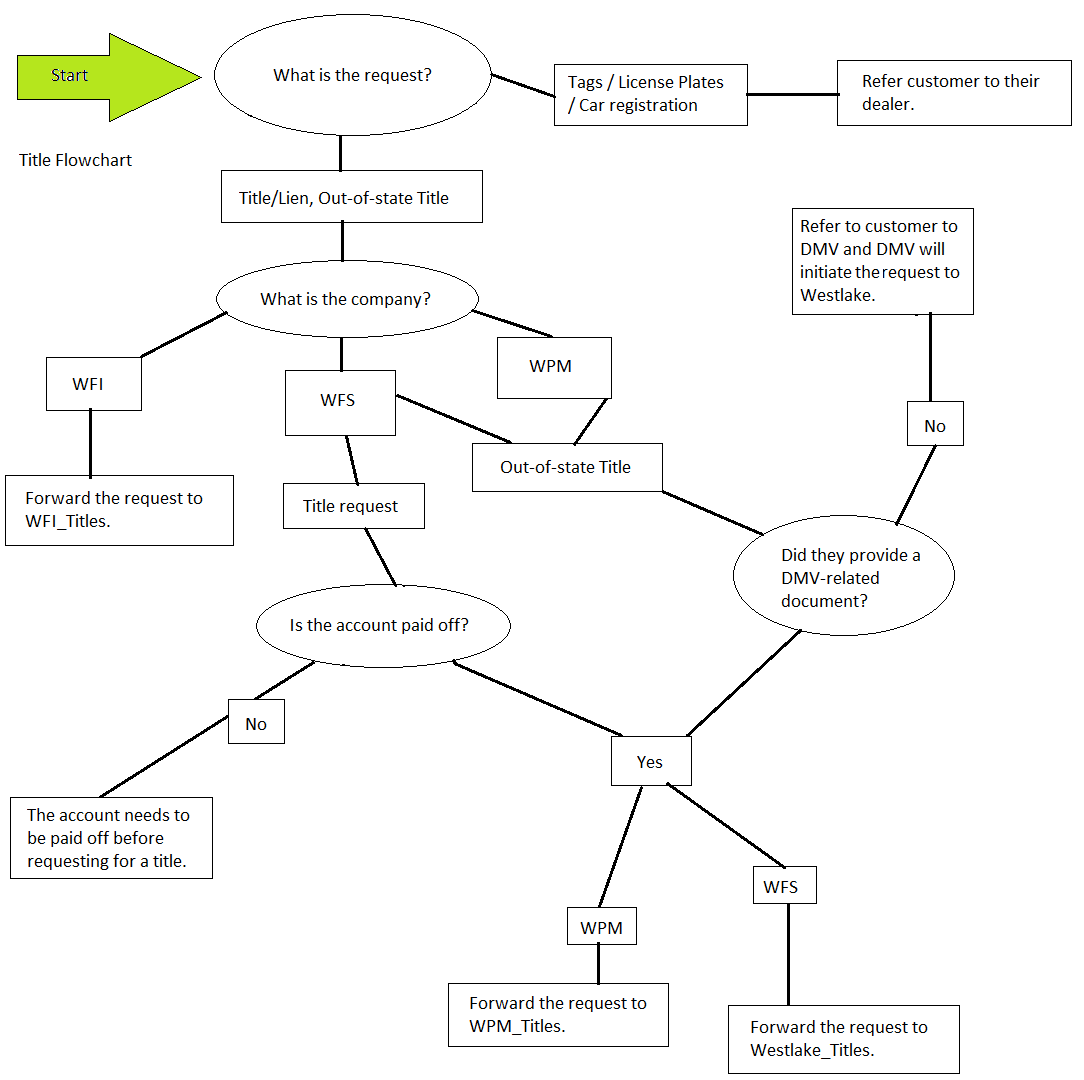 Start
What is the request?
Tags / License Plates
/ Car registration
Refer customer to their
dealer.
Title Flowchart
Title/Lien, Out-of-state Title
Refer to customer to
DMV and DMV will
initiate the request to
Westlake.
What is the company?
WFI
WFS
WPM
No
Out-of-state Title
Forward the request to
WFI_Titles.
Title request
Did they provide a
DMV-related
document?
Is the account paid off?
No
Yes
The account needs to
be paid off before
requesting for a title.
WFS
WPM
Forward the request to
WPM_Titles.
Forward the request to
Westlake_Titles.